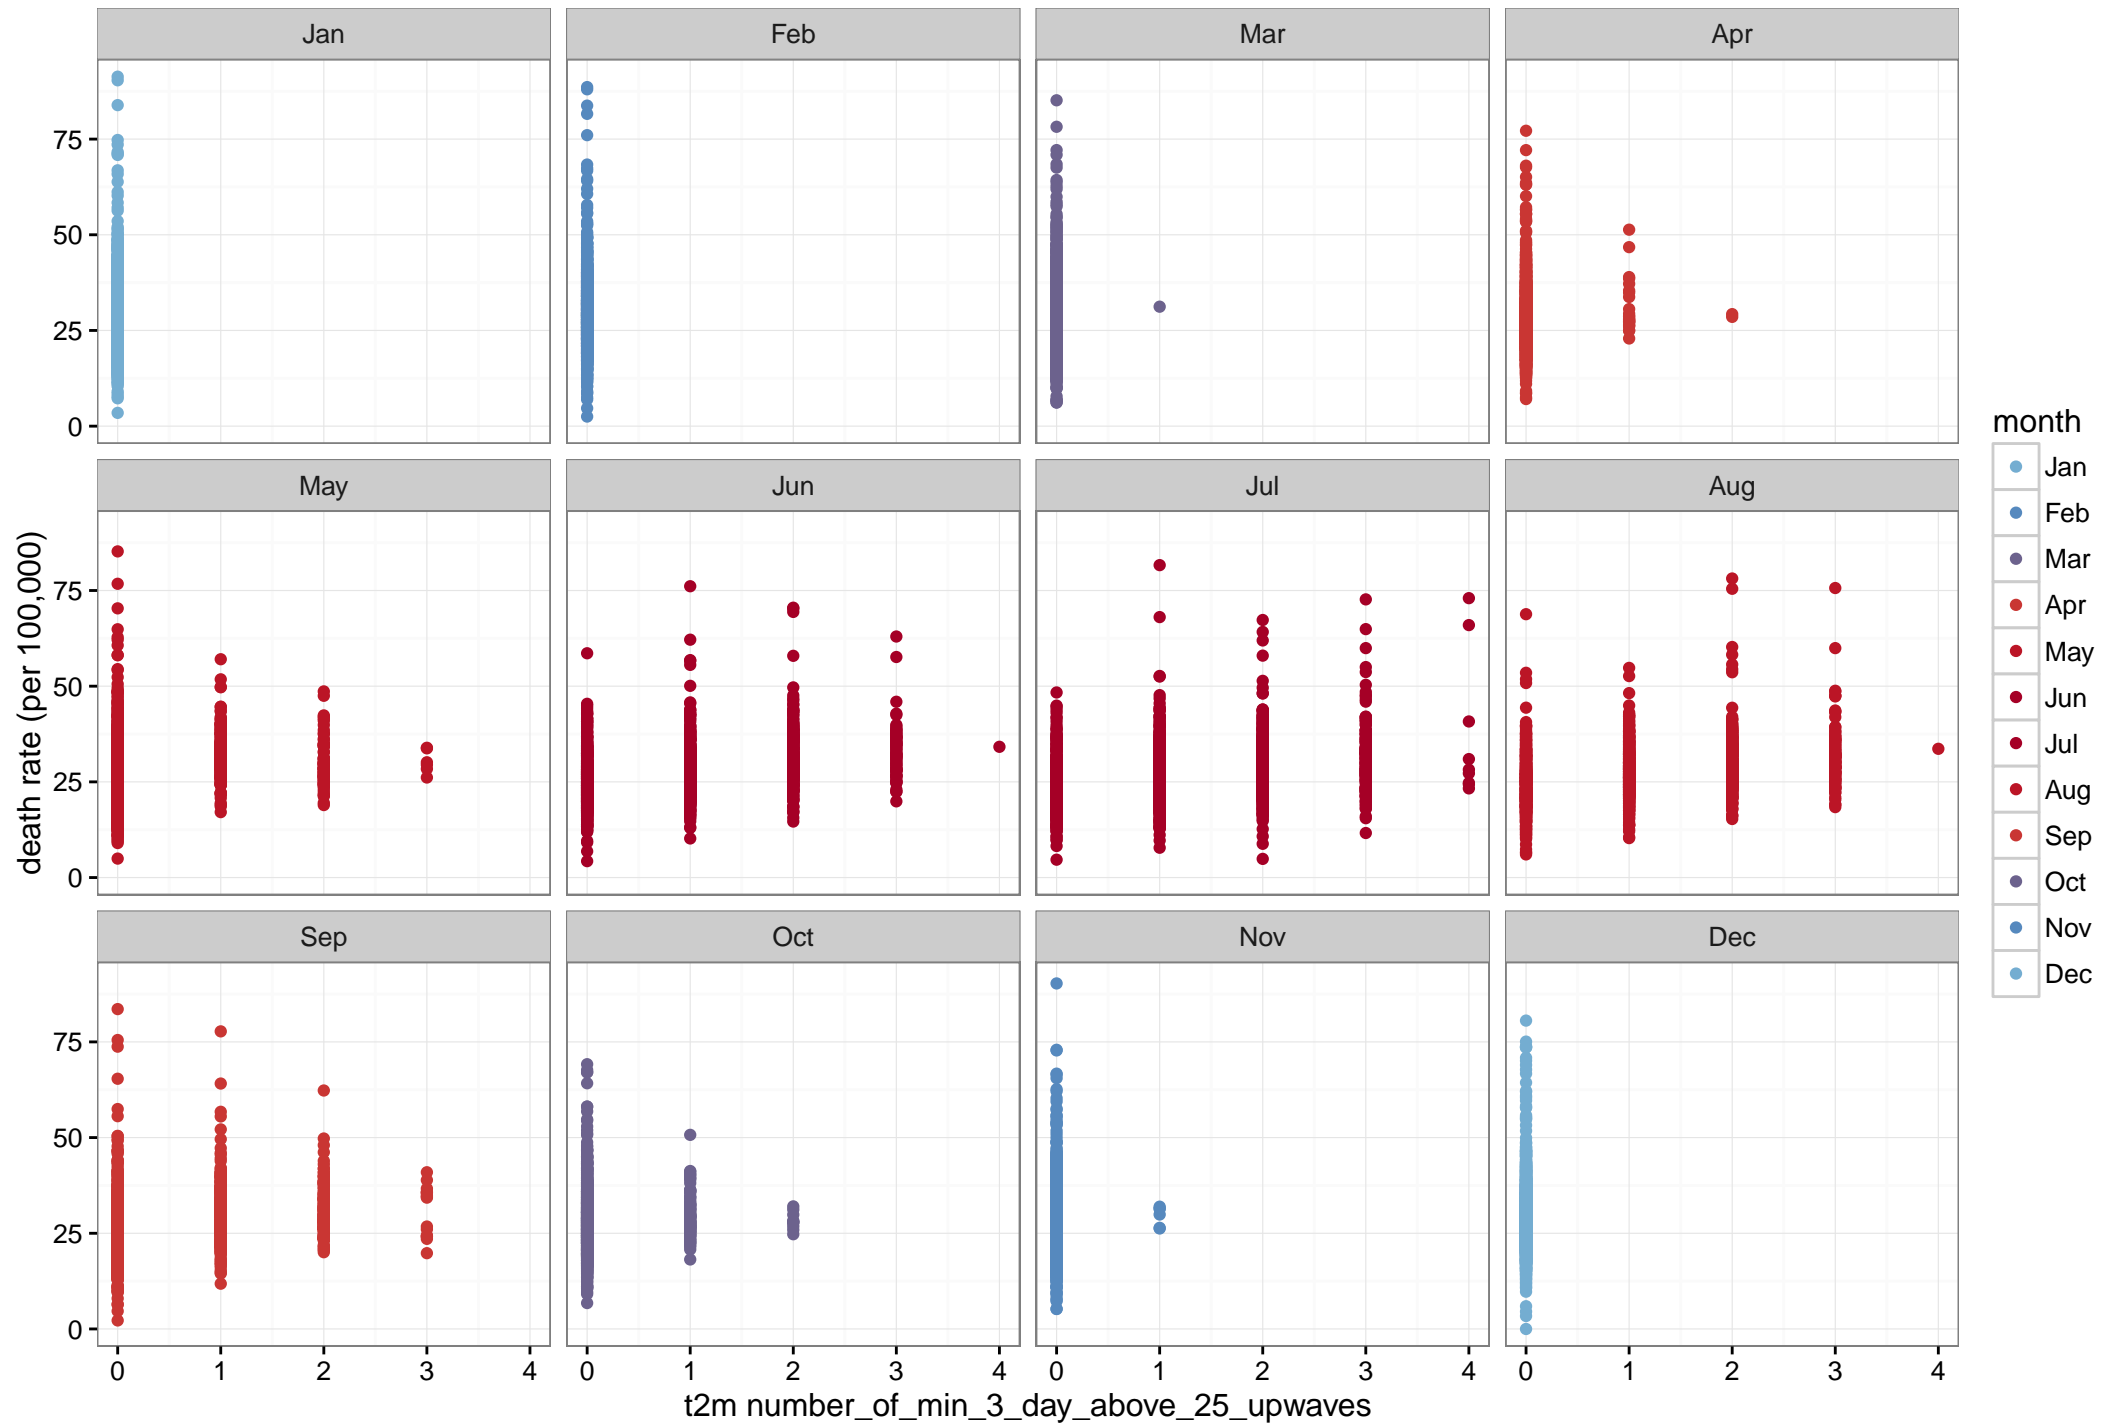 Jan Feb Mar Apr
75
50
25
0
May Jun Jul Aug
75
50
25
0
Sep Oct Nov Dec
75
50
25
0
0 1 2 3 4 0 1 2 3 4 0 1 2 3 4 0 1 2 3 4
t2m number_of_min_3_day_above_25_upwaves
death rate (per 100,000)
month
Jan
Feb
Mar
Apr
May
Jun
Jul
Aug
Sep
Oct
Nov
Dec